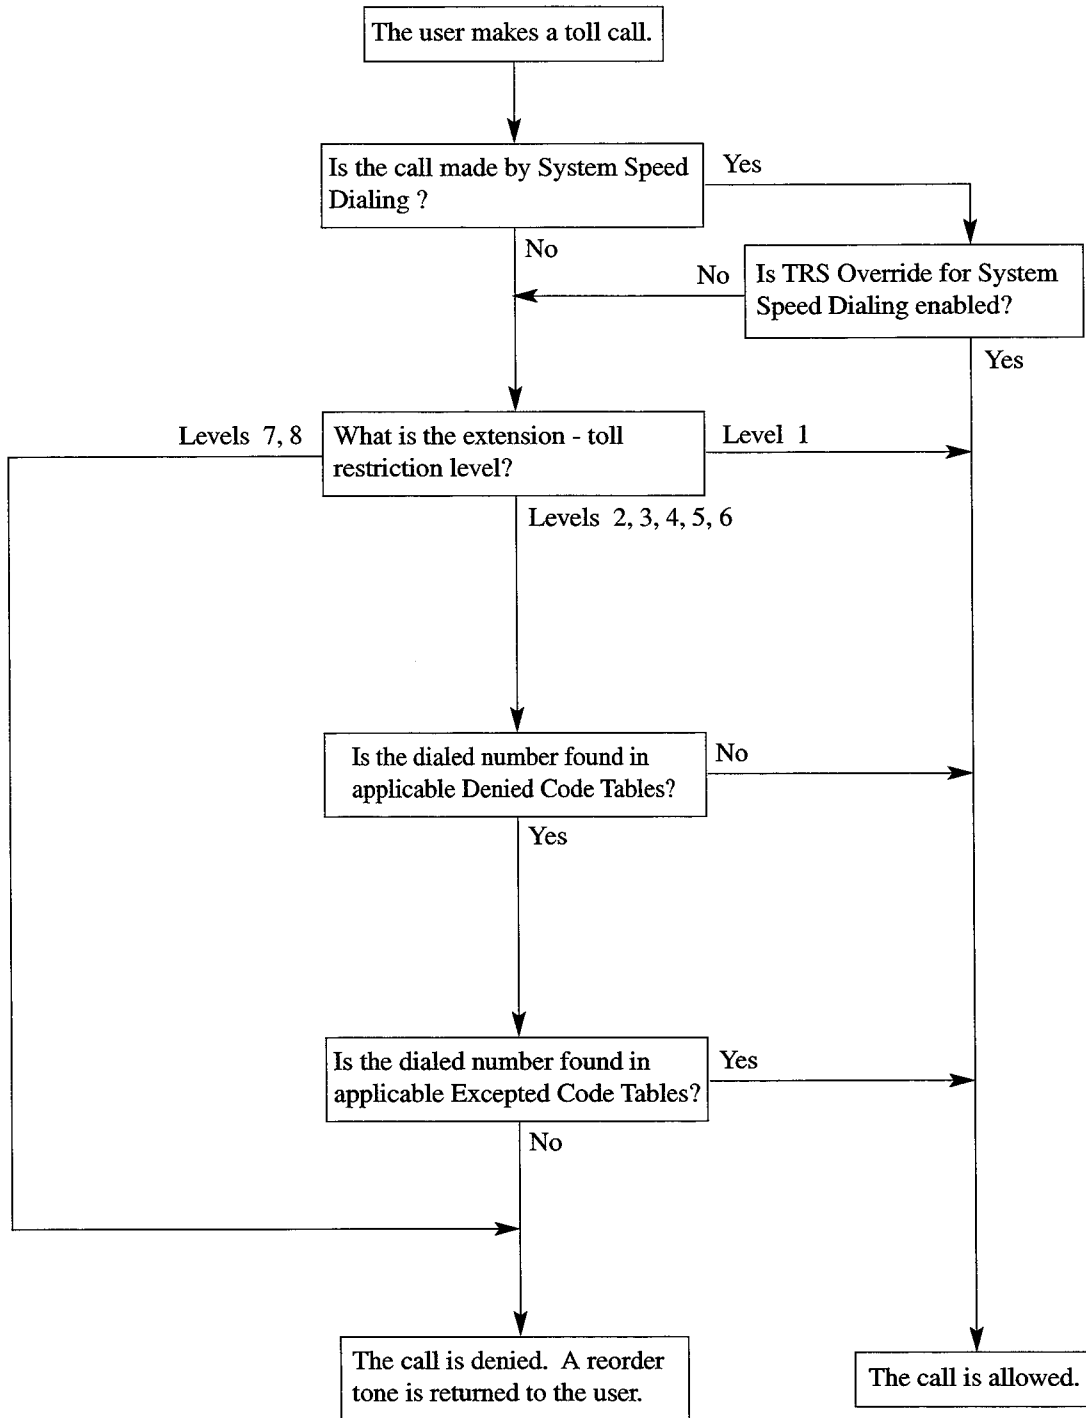 The user makes a toll call.
Is the call made by System Speed
Dialing ?
Yes
No
No
Is TRS Override for System
Speed Dialing enabled?
Yes
Levels 7, 8
What is the extension - toll
restriction level?
Level 1
Levels 2, 3, 4, 5, 6
Is the dialed number found in
applicable Denied Code Tables?
No
Yes
Is the dialed number found in
applicable Excepted Code Tables?
Yes
No
The call is denied. A reorder
tone is returned to the user.
The call is allowed.